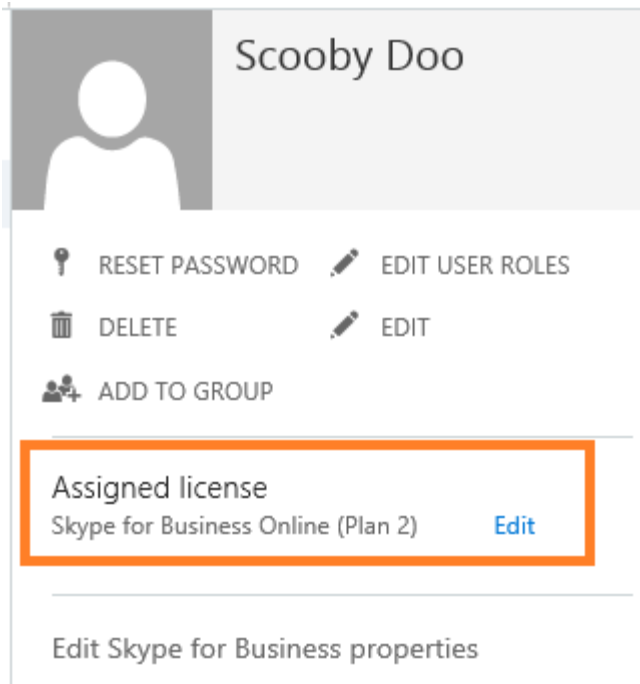 Scooby Doo
RESET PASSWORD EDIT USER ROLES
DELETE EDIT
ADD TO GROUP
Assigned license
Skype for Business Online (Plan 2) Edit
Edit Skype for Business properties